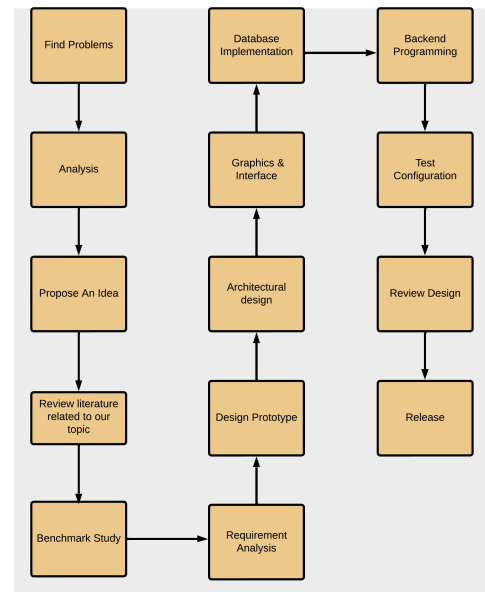 Find Problems
Analysis
Propose An Idea
Review literature
related to our
topic
Benchmark Study
Requirement
Analysis
Design Prototype
Architectural
design
Graphics &
Interface
Database
Implementation
Backend
Programming
Test
Configuration
Review Design
Release